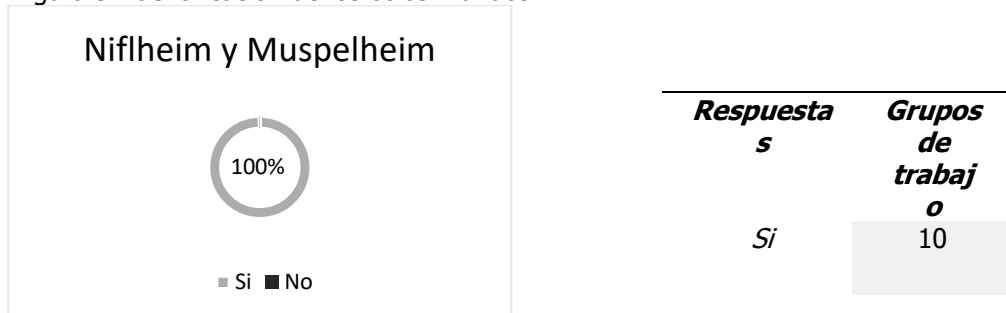 Niflheim y Muspelheim
100%
Si No
Respuesta
s
Grupos
de
trabaj
o
Si 10